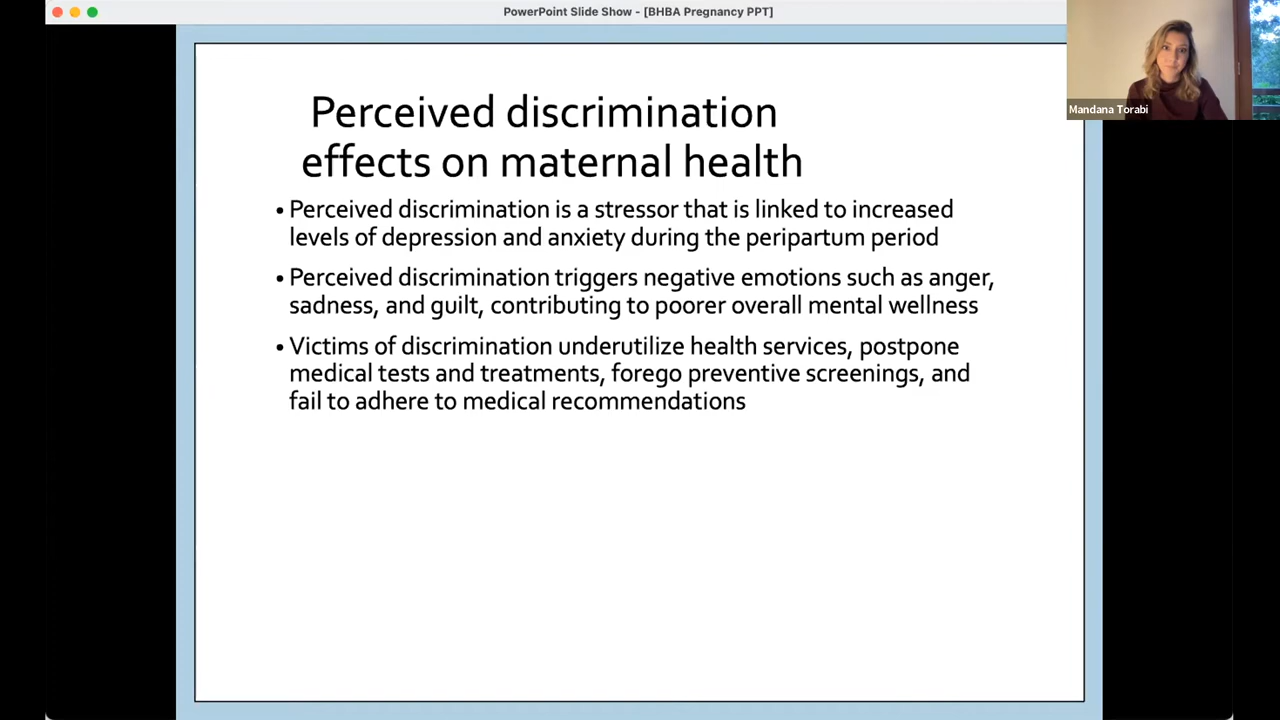 PowerPoint Slide Show - [BHBA Pregnancy PPT]
Mandana Torabi
Perceived discrimination
effects on maternal health
• Perceived discrimination is a stressor that is linked to increased
levels of depression and anxiety during the peripartum period
• Perceived discrimination triggers negative emotions such as anger,
sadness, and guilt, contributing to poorer overall mental wellness
• Victims of discrimination underutilize health services, postpone
medical tests and treatments, forego preventive screenings, and
fail to adhere to medical recommendations